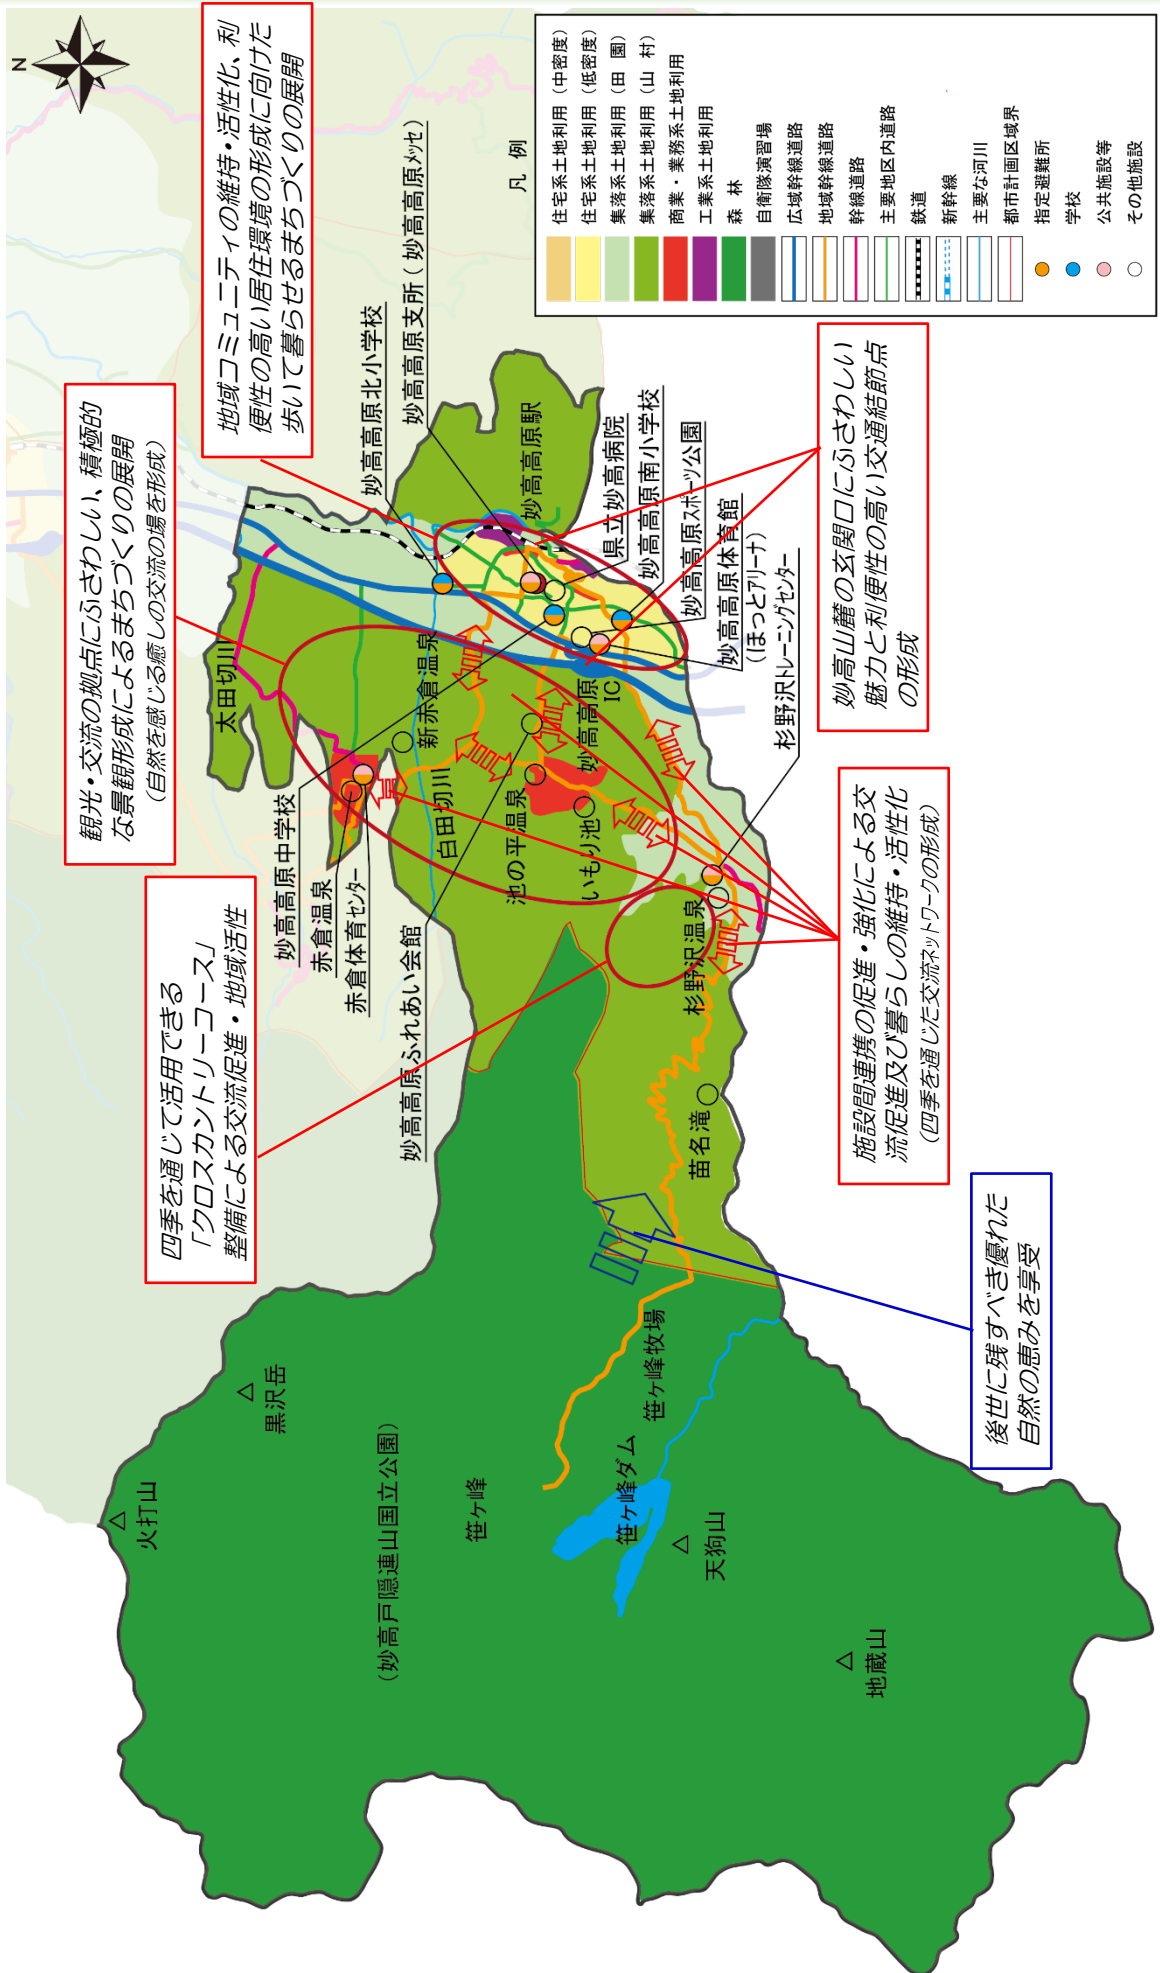 N
地域コミュニティの維持・活性化、利
便性の高い居住環境の形成に向けた
歩いて暮らせるまちづくりの展開
観光・交流の拠点にふさわしい、積極的
な景観形成によるまちづくりの展開
（自然を感じる癒しの交流の場を形成）
四季を通じて活用できる
「クロスカントリーコース」
整備による交流促進・地域活性
妙高高原北小学校
妙高高原支所（妙高高原メッセ）
妙高高原駅
県立妙高病院
妙高高原南小学校
妙高高原スポーツ公園
妙高高原体育館
（ほっとアリーナ）
杉野沢トレーニングセンター
太田切川
新赤倉温泉
白田切川
妙高高原
IC
池の平温泉
いもり池
妙高高原中学校
赤倉温泉
赤倉体育センター
妙高高原ふれあい会館
杉野沢温泉
苗名滝
笹ヶ峰牧場
笹ヶ峰ダム
笹ヶ峰
（妙高戸隠連山国立公園）
黒沢岳
火打山
天狗山
地蔵山
妙高山麓の玄関口にふさわしい
魅力と利便性の高い交通結節点
の形成
施設間連携の促進・強化による交
流促進及び暮らしの維持・活性化
（四季を通じた交流ネットワークの形成）
後世に残すべき優れた
自然の恵みを享受
凡 例
住宅系土地利用（中密度）
住宅系土地利用（低密度）
集落系土地利用（田 園）
集落系土地利用（山 村）
商業・業務系土地利用
工業系土地利用
森 林
自衛隊演習場
広域幹線道路
地域幹線道路
幹線道路
主要地区内道路
鉄道
新幹線
主要な河川
都市計画区域界
指定避難所
学校
公共施設等
その他施設